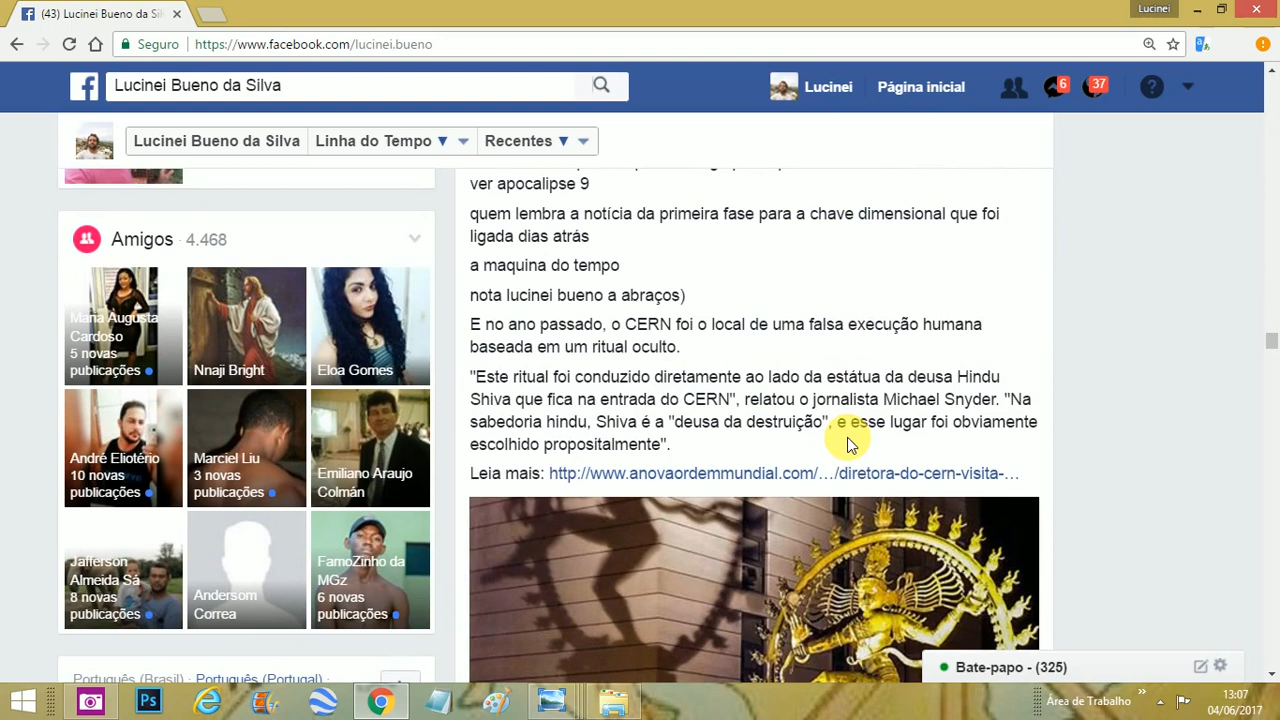 (43) Lucinei Bueno da Sil
Lucinei
Seguro
https://www.facebook.com/lucinei.bueno
Lucinei Bueno da Silva
Lucinei
Página inicial
6
37
Lucinei Bueno da Silva
Linha do Tempo ▼
Recentes ▼
Amigos · 4.468
Maria Augusta
Cardoso
5 novas
publicações
Nnaji Bright
Eloa Gomes
André Eliotério
10 novas
publicações
Marciel Liu
3 novas
publicações
Emiliano Araujo
Colmán
Jafferson
Almeida Sá
8 novas
publicações
Andersom
Correa
FamoZinho da
MGz
6 novas
publicações
Português (Brasil) · Português (Portugal) ·
ver apocalipse 9
quem lembra a notícia da primeira fase para a chave dimensional que foi
ligada dias atrás
a maquina do tempo
nota lucinei bueno a abraços)
E no ano passado, o CERN foi o local de uma falsa execução humana
baseada em um ritual oculto.
"Este ritual foi conduzido diretamente ao lado da estátua da deusa Hindu
Shiva que fica na entrada do CERN", relatou o jornalista Michael Snyder. "Na
sabedoria hindu, Shiva é a "deusa da destruição", e esse lugar foi obviamente
escolhido propositalmente".
Leia mais: http://www.anovaordemmundial.com/…/diretora-do-cern-visita-…
Bate-papo - (325)
Ps
Área de Trabalho
13:07
04/06/2017